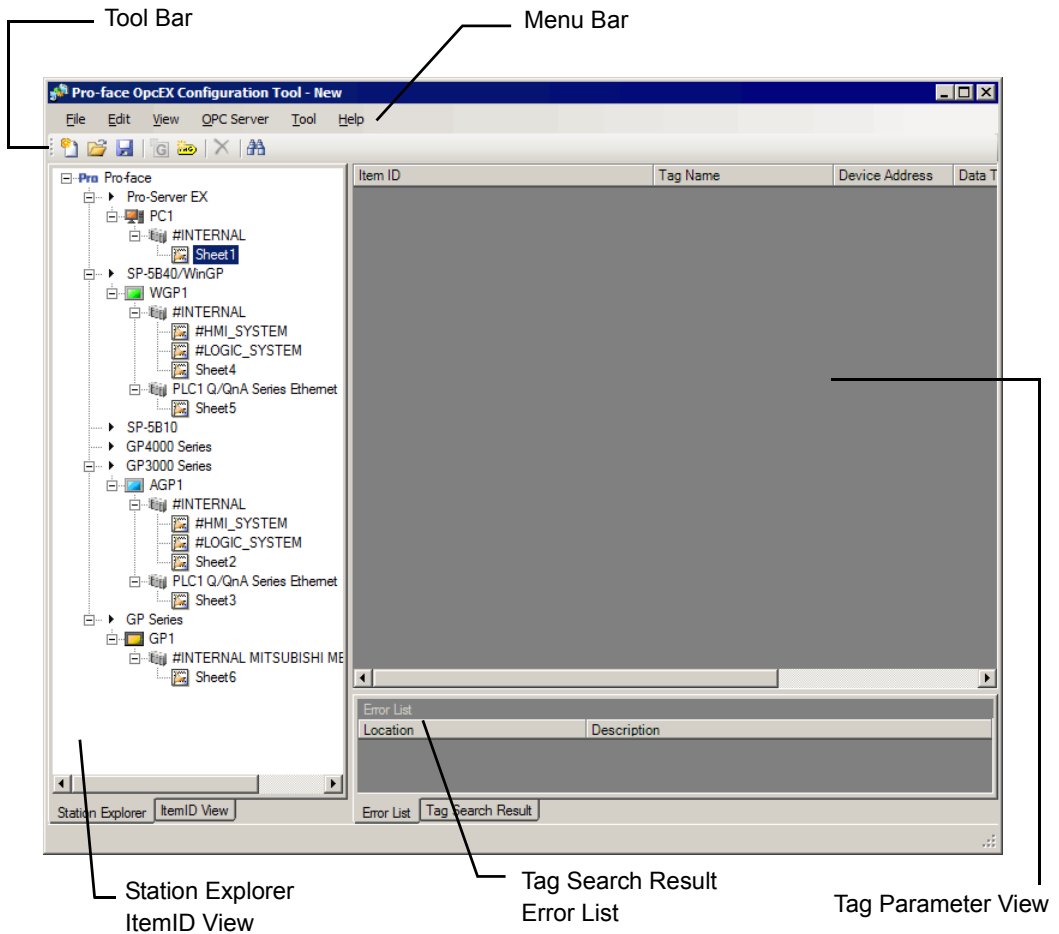 Tool Bar
Menu Bar
Pro-face OpcEX Configuration Tool - New
File Edit View OPC Server Tool Help
Item ID Tag Name Device Address Data T
Pro Pro-face
Pro-Server EX
PC1
#INTERNAL
Sheet1
SP-5B40/WinGP
WGP1
#INTERNAL
#HMI_SYSTEM
#LOGIC_SYSTEM
Sheet4
PLC1 Q/QnA Series Ethernet
Sheet5
SP-5B10
GP4000 Series
GP3000 Series
AGP1
#INTERNAL
#HMI_SYSTEM
#LOGIC_SYSTEM
Sheet2
PLC1 Q/QnA Series Ethernet
Sheet3
GP Series
GP1
#INTERNAL MITSUBISHI ME
Sheet6
Error List
Location Description
Station Explorer ItemID View
Error List Tag Search Result
Station Explorer
ItemID View
Tag Search Result
Error List
Tag Parameter View